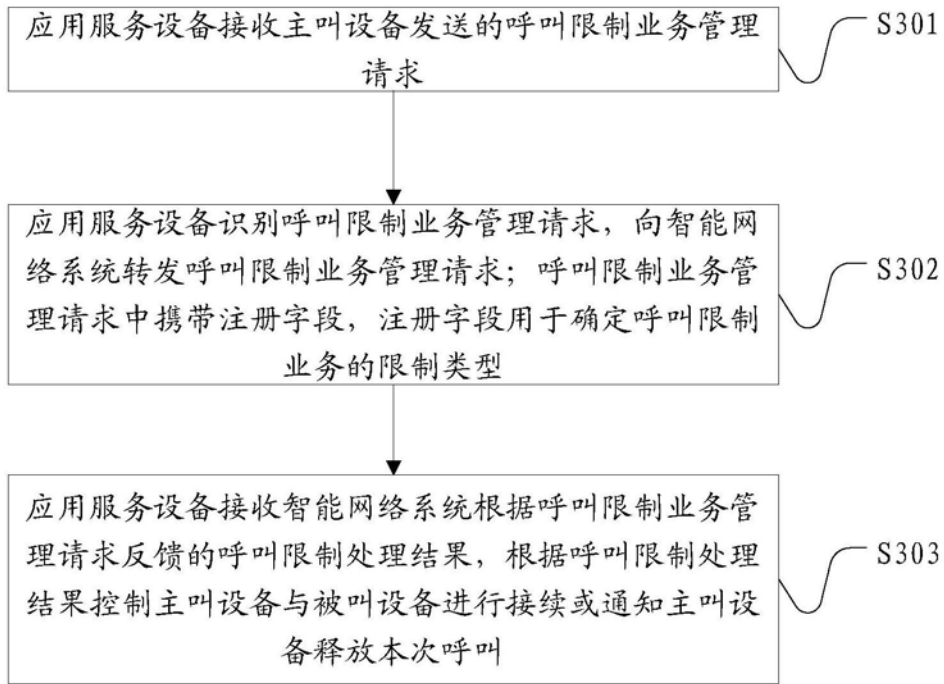 应用服务设备接收主叫设备发送的呼叫限制业务管理
请求
S301
应用服务设备识别呼叫限制业务管理请求，向智能网
络系统转发呼叫限制业务管理请求；呼叫限制业务管
理请求中携带注册字段，注册字段用于确定呼叫限制
业务的限制类型
S302
应用服务设备接收智能网络系统根据呼叫限制业务管
理请求反馈的呼叫限制处理结果，根据呼叫限制处理
结果控制主叫设备与被叫设备进行接续或通知主叫设
备释放本次呼叫
S303